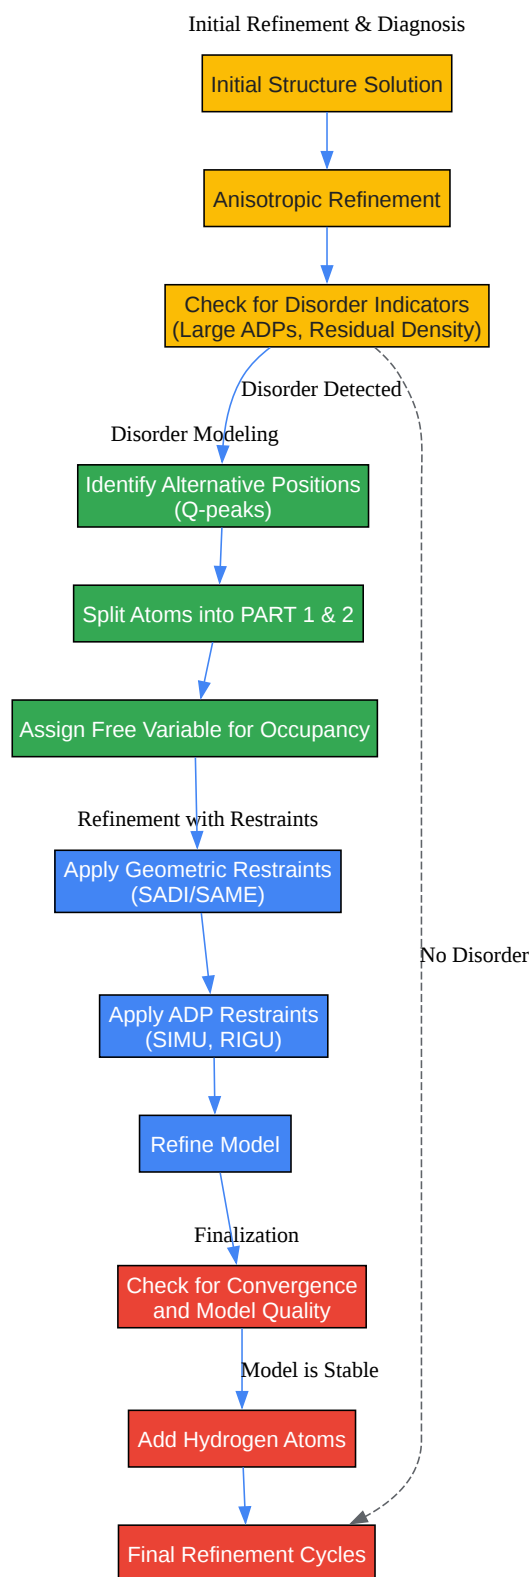 Initial Refinement & Diagnosis
Initial Structure Solution
Anisotropic Refinement
Check for Disorder Indicators
(Large ADPs, Residual Density)
Disorder Detected
Disorder Modeling
Identify Alternative Positions
(Q-peaks)
Split Atoms into PART 1 & 2
Assign Free Variable for Occupancy
Refinement with Restraints
Apply Geometric Restraints
(SADI/SAME)
No Disorder
Apply ADP Restraints
(SIMU, RIGU)
Refine Model
Finalization
Check for Convergence
and Model Quality
Model is Stable
Add Hydrogen Atoms
Final Refinement Cycles